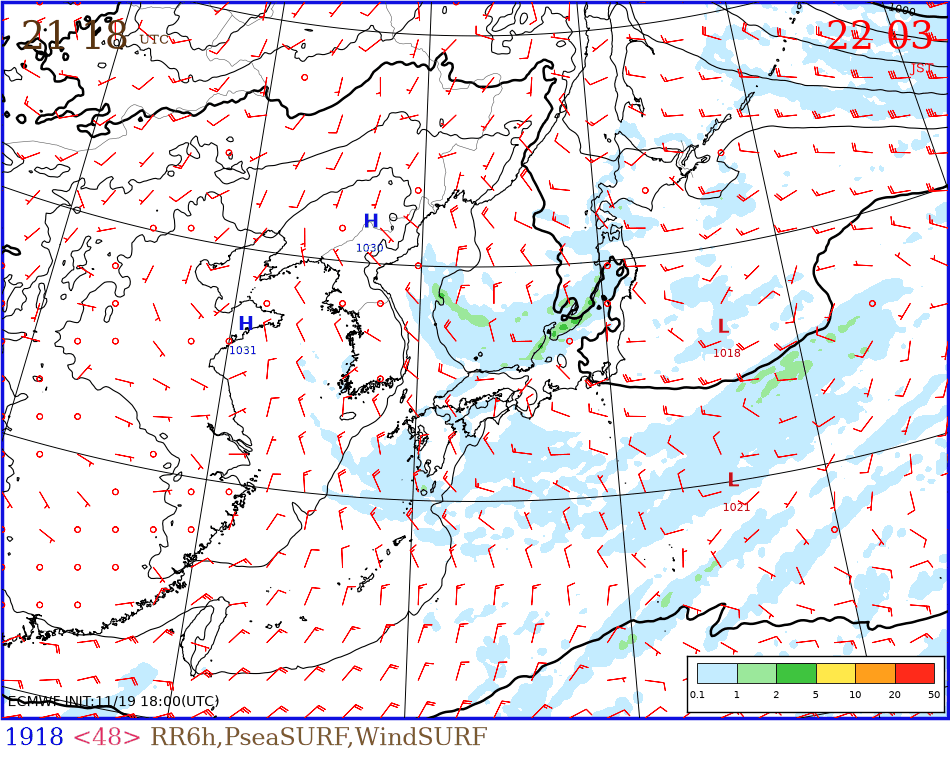 21 18 UTC
22 03 JST
1000
H
1030
H
1031
L
1018
L
1021
0.1 1 2 5 10 20 50
ECMWF INIT:11/19 18:00(UTC)
1918 <48> RR6h,PseaSURF,WindSURF